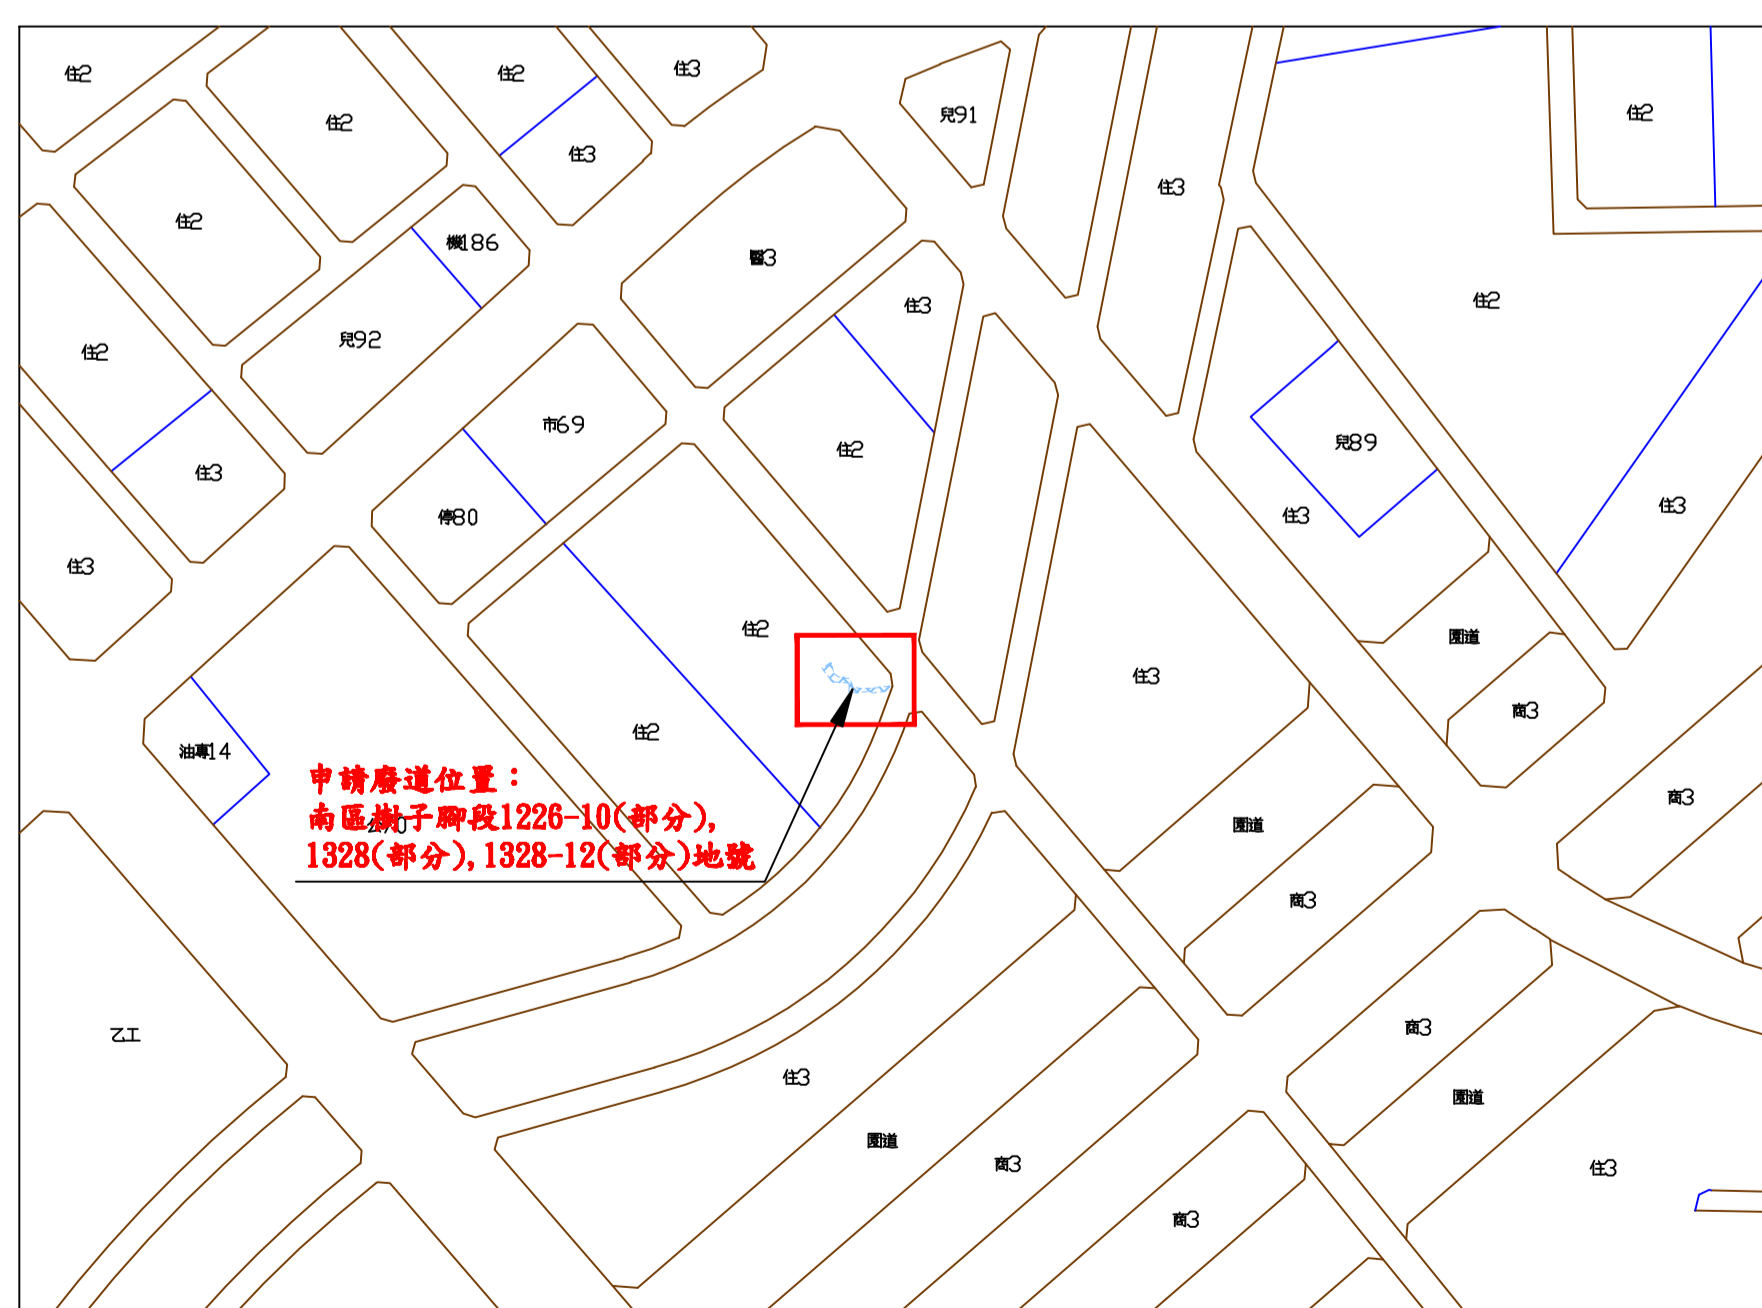 住2
住2
住3
住2
兒91
住2
住2
住3
住3
住2
機186
醫3
住2
住3
兒92
住2
市69
住2
兒89
住3
停80
住3
住3
住3
住2
園道
住3
商3
住2
油專14
申請廢道位置：
南區樹子腳段1226-10(部分),
1328(部分),1328-12(部分)地號
商3
園道
商3
乙工
商3
住3
園道
園道
商3
住3
商3